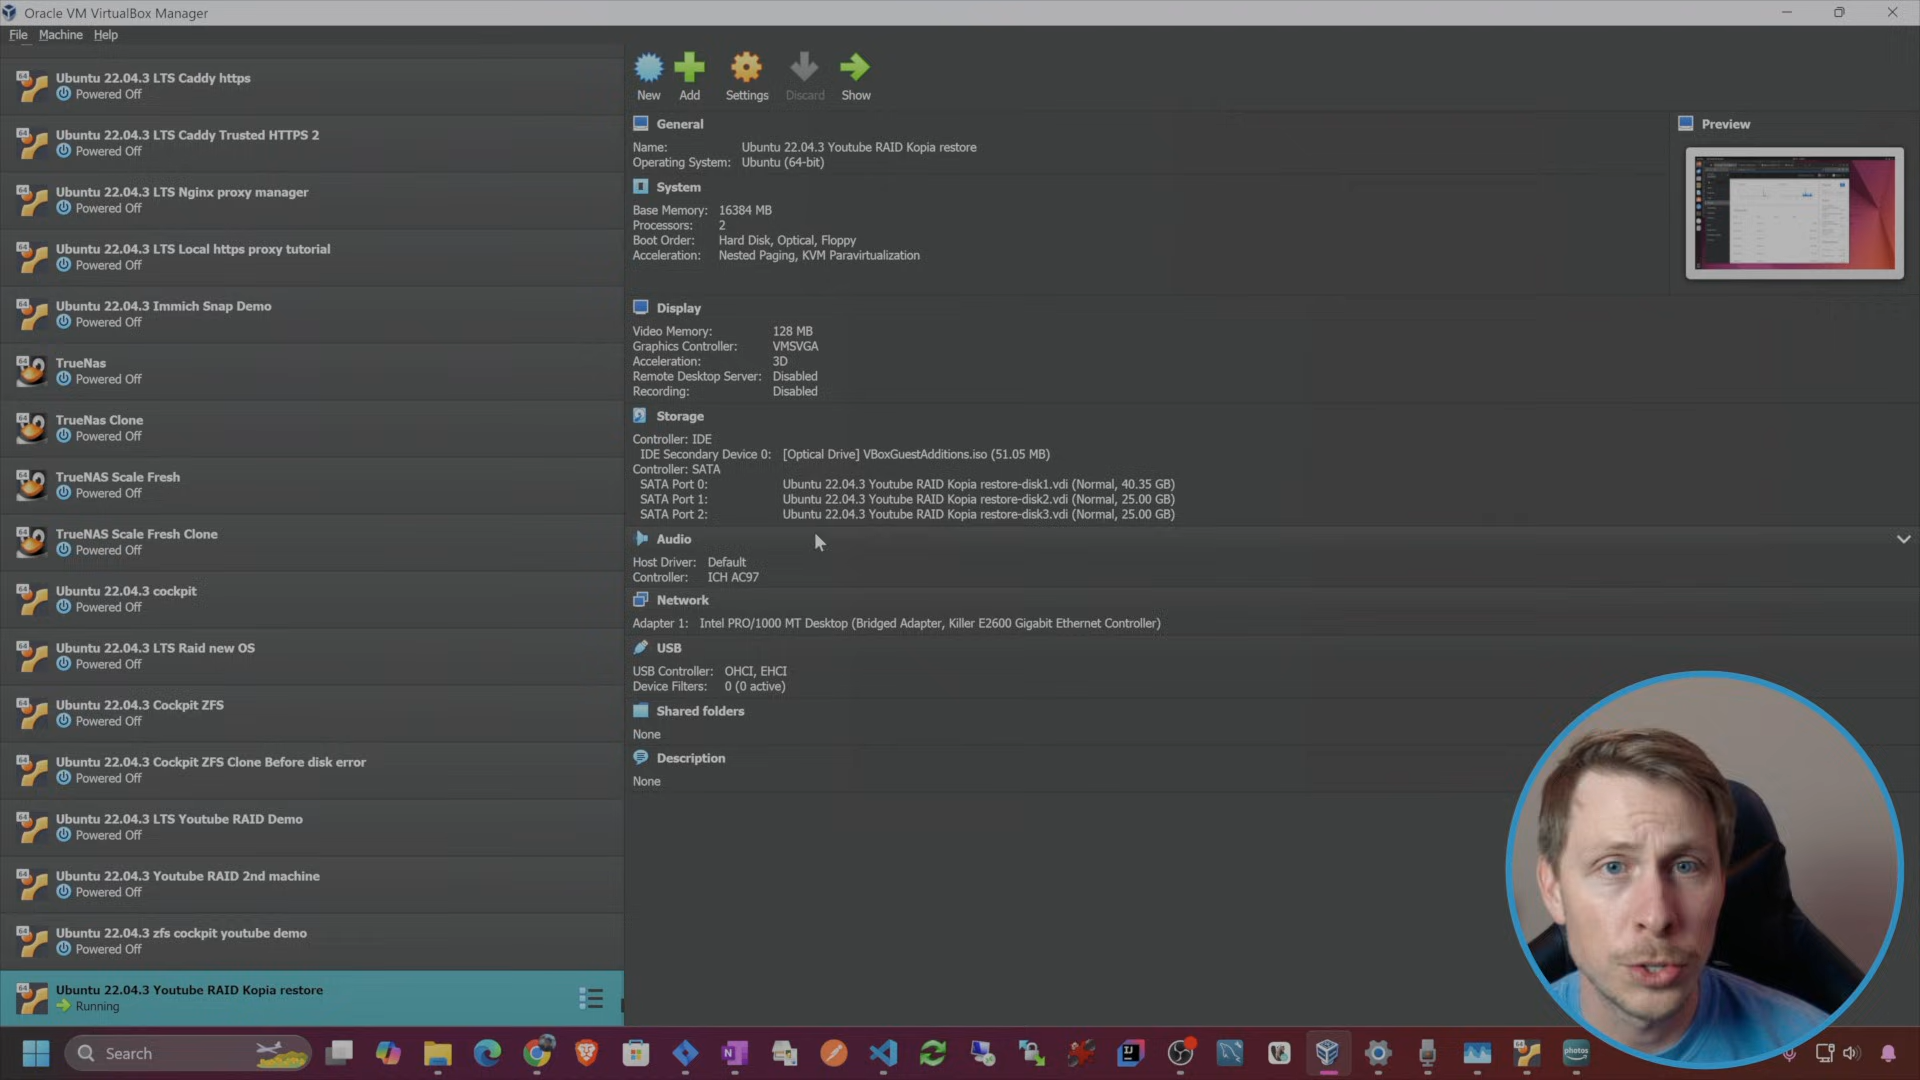 Oracle VM VirtualBox Manager
File Machine Help
Ubuntu 22.04.3 LTS Caddy https
Powered Off
Ubuntu 22.04.3 LTS Caddy Trusted HTTPS 2
Powered Off
Ubuntu 22.04.3 LTS Nginx proxy manager
Powered Off
Ubuntu 22.04.3 LTS Local https proxy tutorial
Powered Off
Ubuntu 22.04.3 Immich Snap Demo
Powered Off
TrueNas
Powered Off
TrueNas Clone
Powered Off
TrueNAS Scale Fresh
Powered Off
TrueNAS Scale Fresh Clone
Powered Off
Ubuntu 22.04.3 cockpit
Powered Off
Ubuntu 22.04.3 LTS Raid new OS
Powered Off
Ubuntu 22.04.3 Cockpit ZFS
Powered Off
Ubuntu 22.04.3 Cockpit ZFS Clone Before disk error
Powered Off
Ubuntu 22.04.3 LTS Youtube RAID Demo
Powered Off
Ubuntu 22.04.3 Youtube RAID 2nd machine
Powered Off
Ubuntu 22.04.3 zfs cockpit youtube demo
Powered Off
Ubuntu 22.04.3 Youtube RAID Kopia restore
Running
New Add Settings Discard Show
General
Name: Ubuntu 22.04.3 Youtube RAID Kopia restore
Operating System: Ubuntu (64-bit)
System
Base Memory: 16384 MB
Processors: 2
Boot Order: Hard Disk, Optical, Floppy
Acceleration: Nested Paging, KVM Paravirtualization
Display
Video Memory: 128 MB
Graphics Controller: VMSVGA
Acceleration: 3D
Remote Desktop Server: Disabled
Recording: Disabled
Storage
Controller: IDE
IDE Secondary Device 0: [Optical Drive] VBoxGuestAdditions.iso (51.05 MB)
Controller: SATA
SATA Port 0: Ubuntu 22.04.3 Youtube RAID Kopia restore-disk1.vdi (Normal, 40.35 GB)
SATA Port 1: Ubuntu 22.04.3 Youtube RAID Kopia restore-disk2.vdi (Normal, 25.00 GB)
SATA Port 2: Ubuntu 22.04.3 Youtube RAID Kopia restore-disk3.vdi (Normal, 25.00 GB)
Audio
Host Driver: Default
Controller: ICH AC97
Network
Adapter 1: Intel PRO/1000 MT Desktop (Bridged Adapter, Killer E2600 Gigabit Ethernet Controller)
USB
USB Controller: OHCI, EHCI
Device Filters: 0 (0 active)
Shared folders
None
Description
None
Preview
Search
photos